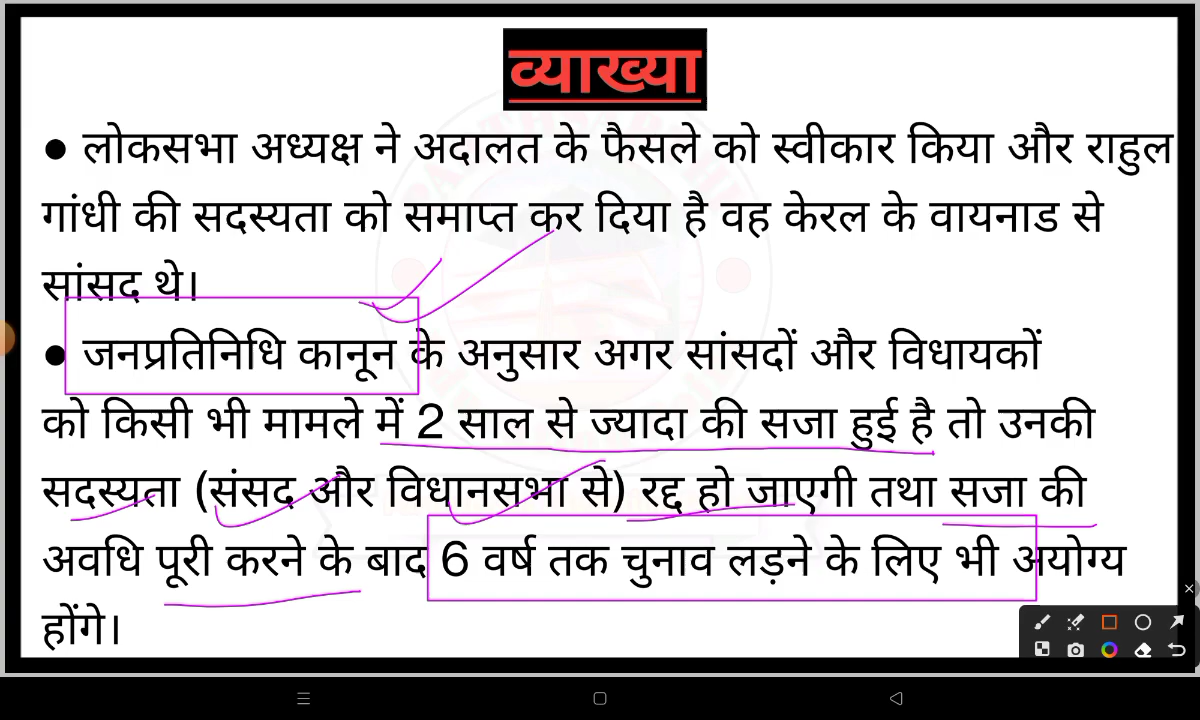 व्याख्या
● लोकसभा अध्यक्ष ने अदालत के फैसले को स्वीकार किया और राहुल
गांधी की सदस्यता को समाप्त कर दिया है वह केरल के वायनाड से
सांसद थे।
● जनप्रतिनिधि कानून के अनुसार अगर सांसदों और विधायकों
को किसी भी मामले में 2 साल से ज्यादा की सजा हुई है तो उनकी
सदस्यता (संसद और विधानसभा से) रद्द हो जाएगी तथा सजा की
अवधि पूरी करने के बाद 6 वर्ष तक चुनाव लड़ने के लिए भी अयोग्य
होंगे।